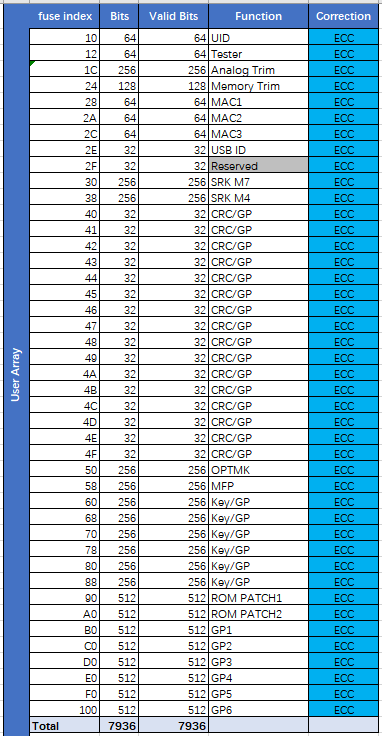 fuse index Bits Valid Bits Function Correction
User Array
10 64 64 UID ECC
12 64 64 Tester ECC
1C 256 256 Analog Trim ECC
24 128 128 Memory Trim ECC
28 64 64 MAC1 ECC
2A 64 64 MAC2 ECC
2C 64 64 MAC3 ECC
2E 32 32 USB ID ECC
2F 32 32 Reserved ECC
30 256 256 SRK M7 ECC
38 256 256 SRK M4 ECC
40 32 32 CRC/GP ECC
41 32 32 CRC/GP ECC
42 32 32 CRC/GP ECC
43 32 32 CRC/GP ECC
44 32 32 CRC/GP ECC
45 32 32 CRC/GP ECC
46 32 32 CRC/GP ECC
47 32 32 CRC/GP ECC
48 32 32 CRC/GP ECC
49 32 32 CRC/GP ECC
4A 32 32 CRC/GP ECC
4B 32 32 CRC/GP ECC
4C 32 32 CRC/GP ECC
4D 32 32 CRC/GP ECC
4E 32 32 CRC/GP ECC
4F 32 32 CRC/GP ECC
50 256 256 OPTMK ECC
58 256 256 MFP ECC
60 256 256 Key/GP ECC
68 256 256 Key/GP ECC
70 256 256 Key/GP ECC
78 256 256 Key/GP ECC
80 256 256 Key/GP ECC
88 256 256 Key/GP ECC
90 512 512 ROM PATCH1 ECC
A0 512 512 ROM PATCH2 ECC
B0 512 512 GP1 ECC
C0 512 512 GP2 ECC
D0 512 512 GP3 ECC
E0 512 512 GP4 ECC
F0 512 512 GP5 ECC
100 512 512 GP6 ECC
Total 7936 7936